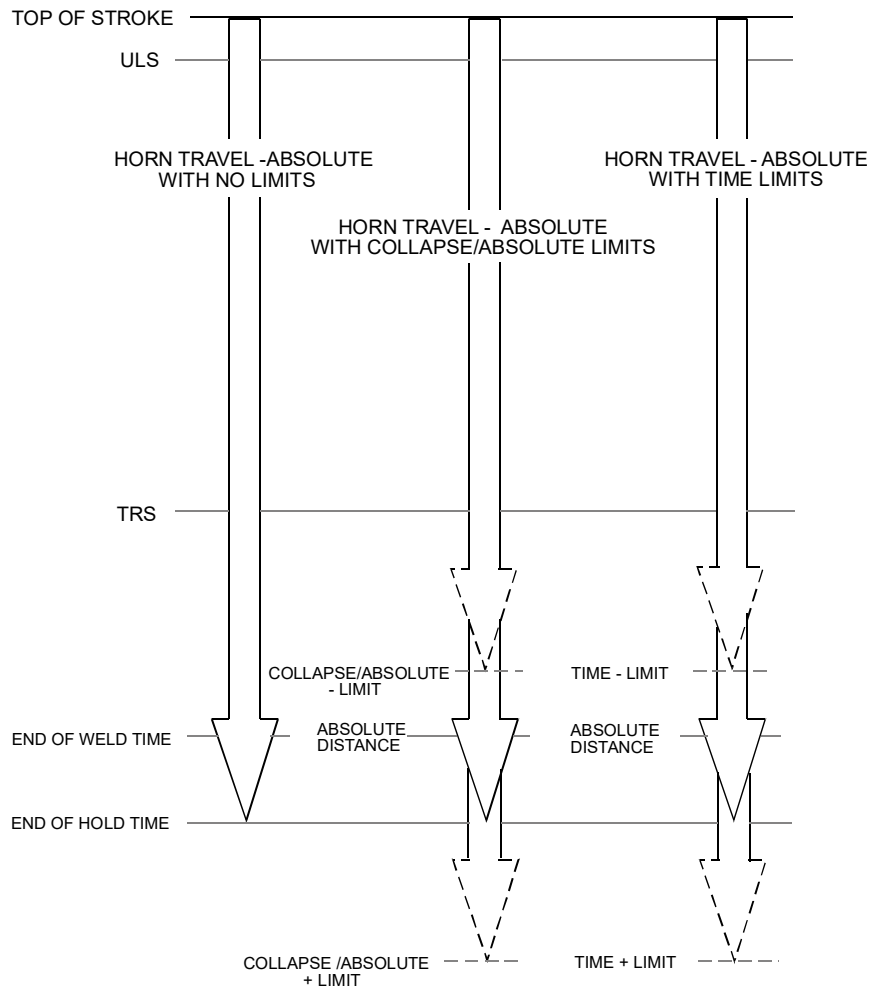 TOP OF STROKE
ULS
HORN TRAVEL -ABSOLUTE
WITH NO LIMITS
HORN TRAVEL - ABSOLUTE
WITH TIME LIMITS
HORN TRAVEL - ABSOLUTE
WITH COLLAPSE/ABSOLUTE LIMITS
TRS
COLLAPSE/ABSOLUTE
- LIMIT
TIME - LIMIT
END OF WELD TIME
ABSOLUTE
DISTANCE
ABSOLUTE
DISTANCE
END OF HOLD TIME
COLLAPSE /ABSOLUTE
+ LIMIT
TIME + LIMIT